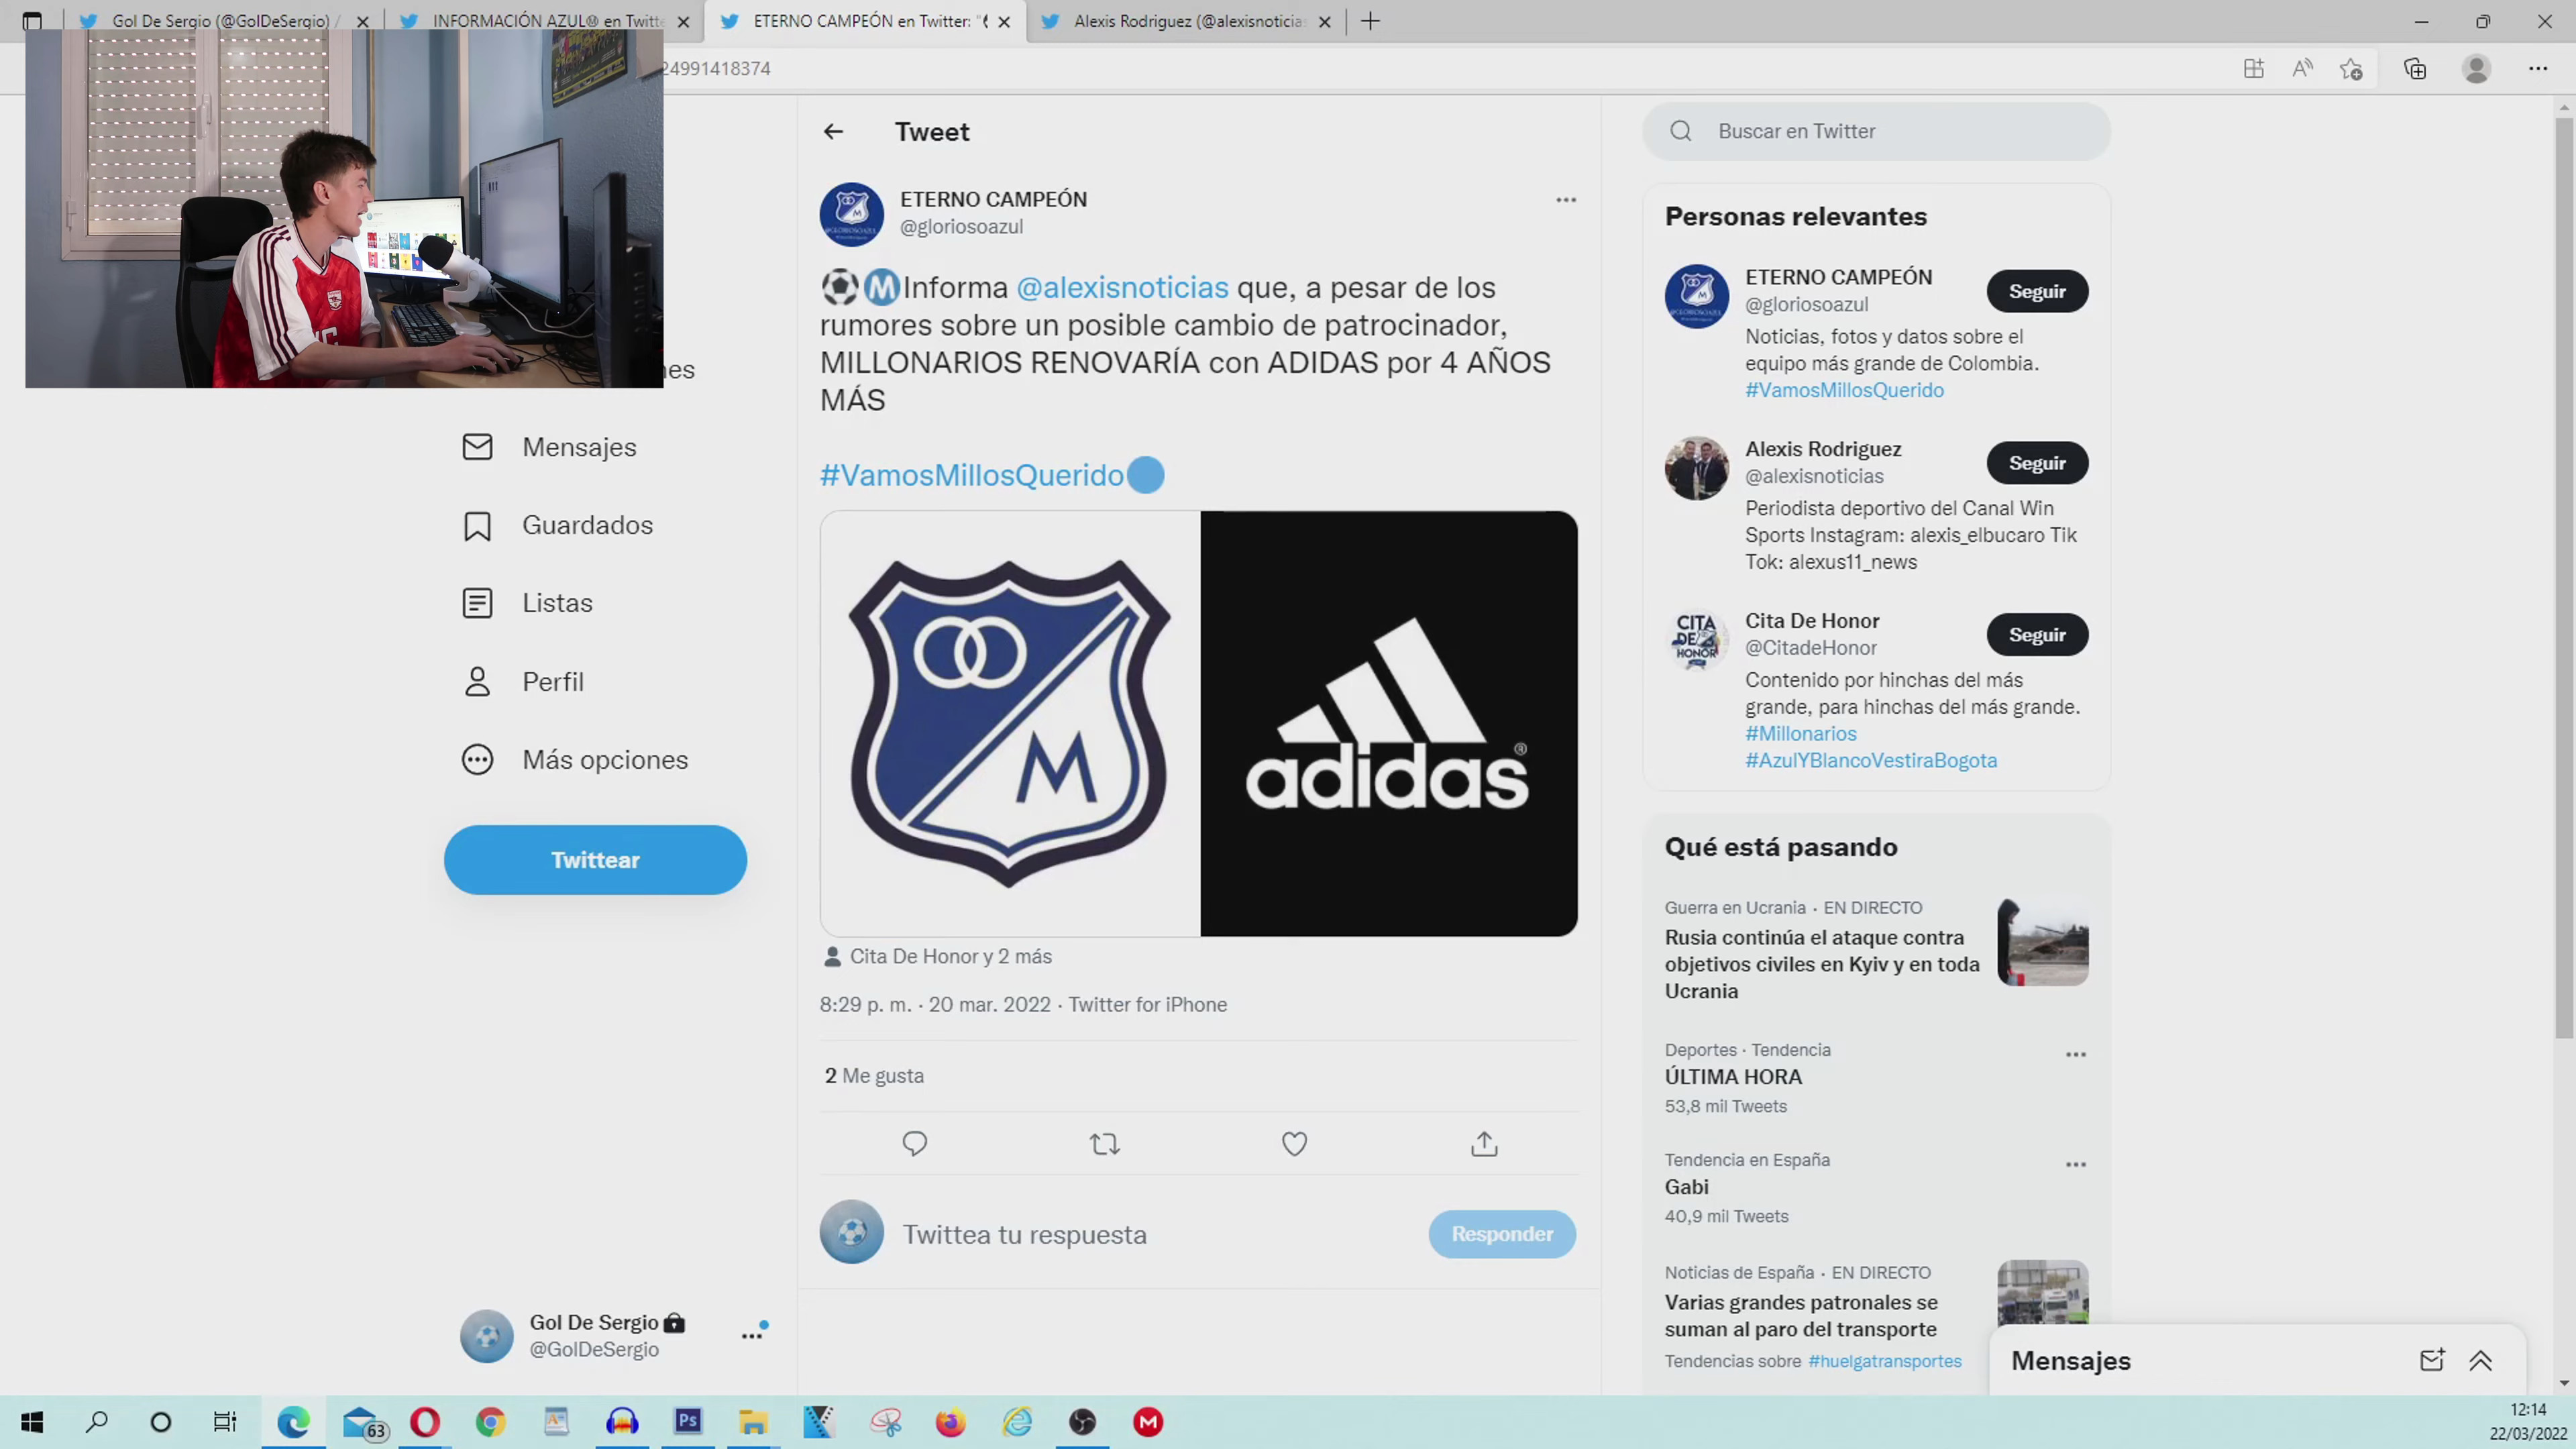 Gol De Sergio (@GolDeSergio) /
INFORMACIÓN AZUL® en Twitte
ETERNO CAMPEÓN en Twitter: "
Alexis Rodriguez (@alexisnoticias
24991418374
nes
Mensajes
Guardados
Listas
Perfil
Más opciones
Twittear
Gol De Sergio
@GolDeSergio
Tweet
ETERNO CAMPEÓN
@gloriosoazul
⚽Ⓜ️Informa @alexisnoticias que, a pesar de los
rumores sobre un posible cambio de patrocinador,
MILLONARIOS RENOVARÍA con ADIDAS por 4 AÑOS
MÁS
#VamosMillosQuerido🔵
M
adidas®
Cita De Honor y 2 más
8:29 p. m. · 20 mar. 2022 · Twitter for iPhone
2 Me gusta
Twittea tu respuesta
Responder
Buscar en Twitter
Personas relevantes
ETERNO CAMPEÓN
@gloriosoazul
Seguir
Noticias, fotos y datos sobre el
equipo más grande de Colombia.
#VamosMillosQuerido
Alexis Rodriguez
@alexisnoticias
Seguir
Periodista deportivo del Canal Win
Sports Instagram: alexis_elbucaro Tik
Tok: alexus11_news
CITA
DE
HONOR
Cita De Honor
@CitadeHonor
Seguir
Contenido por hinchas del más
grande, para hinchas del más grande.
#Millonarios
#AzulYBlancoVestiraBogota
Qué está pasando
Guerra en Ucrania · EN DIRECTO
Rusia continúa el ataque contra
objetivos civiles en Kyiv y en toda
Ucrania
Deportes · Tendencia
ÚLTIMA HORA
53,8 mil Tweets
Tendencia en España
Gabi
40,9 mil Tweets
Noticias de España · EN DIRECTO
Varias grandes patronales se
suman al paro del transporte
Tendencias sobre #huelgatransportes
Mensajes
63
Ps
12:14
22/03/2022